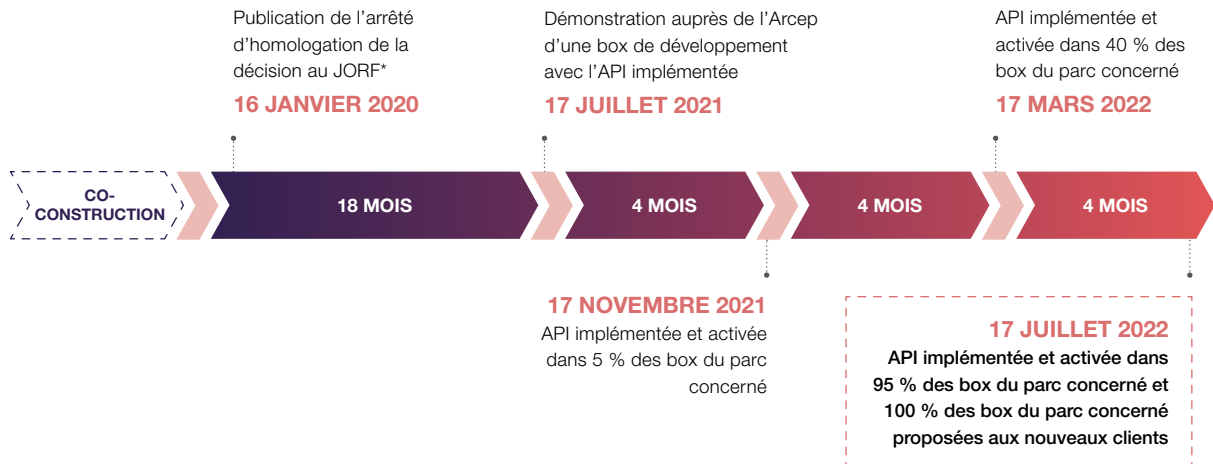 Publication de l’arrêté
d’homologation de la
décision au JORF*
16 JANVIER 2020
Démonstration auprès de l’Arcep
d’une box de développement
avec l’API implémentée
17 JUILLET 2021
API implémentée et
activée dans 40 % des
box du parc concerné
17 MARS 2022
CO-
CONSTRUCTION
18 MOIS
4 MOIS
4 MOIS
4 MOIS
17 NOVEMBRE 2021
API implémentée et activée
dans 5 % des box du parc
concerné
17 JUILLET 2022
API implémentée et activée dans
95 % des box du parc concerné et
100 % des box du parc concerné
proposées aux nouveaux clients